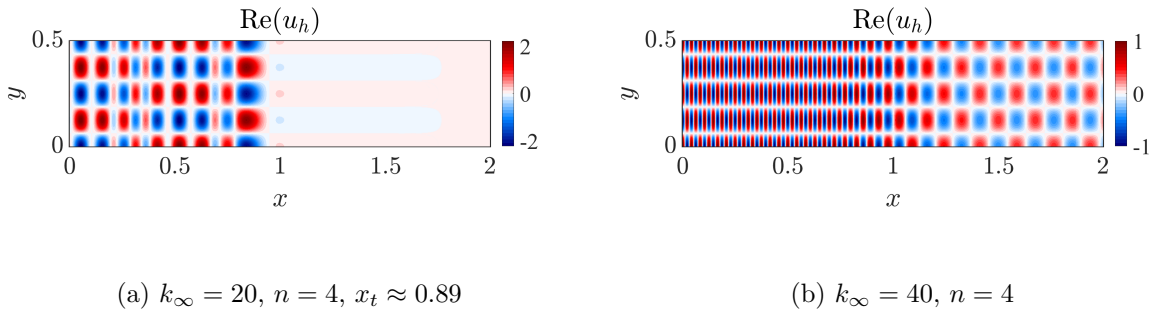 Re(u_h)
0.5
y
0
0 0.5 1 1.5 2
x
2
0
-2
(a) k_∞ = 20, n = 4, x_t ≈ 0.89
Re(u_h)
0.5
y
0
0 0.5 1 1.5 2
x
1
0
-1
(b) k_∞ = 40, n = 4